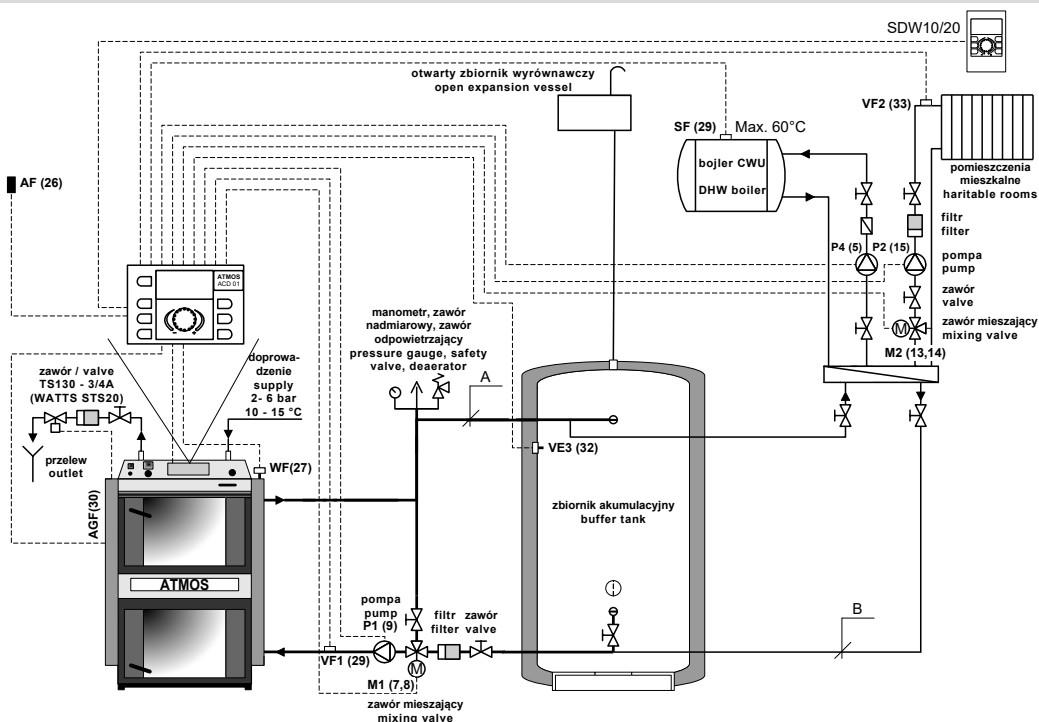 SDW10/20
otwarty zbiornik wyrównawczy
open expansion vessel
VF2 (33)
SF (29)
Max. 60°C
bojler CWU
DHW boiler
pomieszczenia
mieszkalne
haritable rooms
AF (26)
filtr
filter
P4 (5)
P2 (15)
pompa
pump
ATMOS
ACD 01
zawór
valve
manometr, zawór
nadmiarowy, zawór
odpowietrzający
pressure gauge, safety
valve, deaerator
M
zawór mieszający
mixing valve
M2 (13,14)
zawór / valve
TS130 - 3/4A
(WATTS STS20)
doprowa-
dzenie
supply
2- 6 bar
10 - 15 °C
A
przelew
outlet
WF(27)
VE3 (32)
AGF(30)
zbiornik akumulacyjny
buffer tank
ATMOS
pompa
pump
P1 (9)
filtr
filter
zawór
valve
B
VF1 (29)
M
M1 (7,8)
zawór mieszający
mixing valve